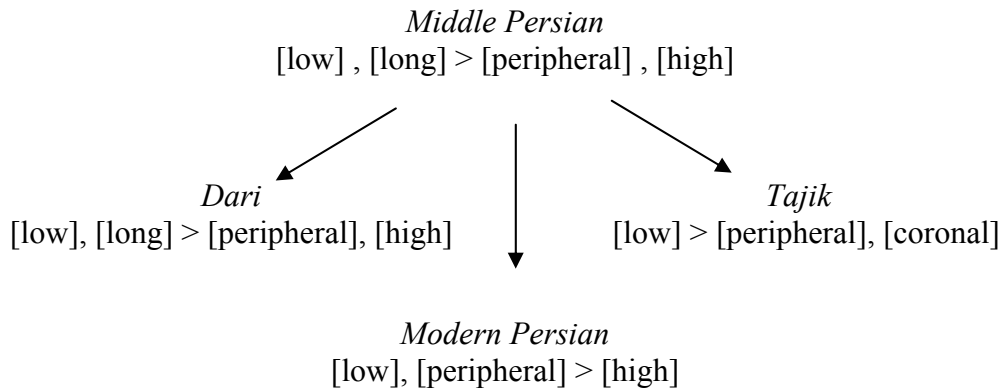 Middle Persian
[low] , [long] > [peripheral] , [high]
Dari
[low], [long] > [peripheral], [high]
Tajik
[low] > [peripheral], [coronal]
Modern Persian
[low], [peripheral] > [high]